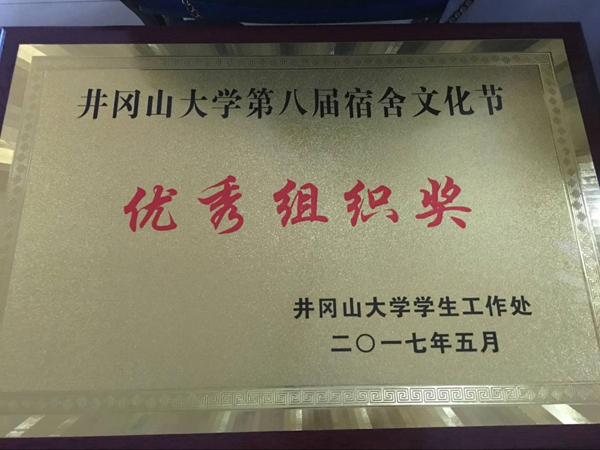 井冈山大学第八届宿舍文化节
优秀组织奖
井冈山大学学生工作处
二〇一七年五月